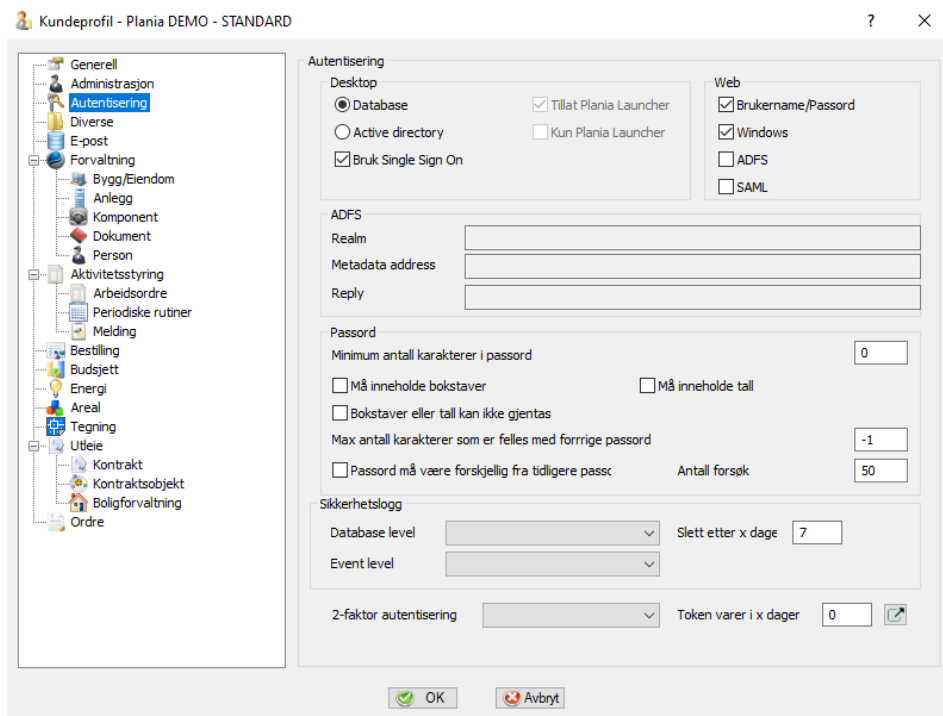 Kundeprofil - Plania DEMO - STANDARD
Generell
Administrasjon
Autentisering
Diverse
E-post
Forvaltning
Bygg/Eiendom
Anlegg
Komponent
Dokument
Person
Aktivitetsstyring
Arbeidsordre
Periodiske rutiner
Melding
Bestilling
Budsjett
Energi
Areal
Tegning
Utleie
Kontrakt
Kontraktsobjekt
Boligforvaltning
Ordre
Autentisering
Desktop
Database
Tillat Plania Launcher
Active directory
Kun Plania Launcher
Bruk Single Sign On
Web
Brukername/Passord
Windows
ADFS
SAML
ADFS
Realm
Metadata address
Reply
Passord
Minimum antall karakterer i passord 0
Må inneholde bokstaver Må inneholde tall
Bokstaver eller tall kan ikke gjentas
Max antall karakterer som er felles med forrrige passord -1
Passord må være forskjellig fra tidligere passo Antall forsøk 50
Sikkerhetslogg
Database level Slett etter x dage 7
Event level
2-faktor autentisering Token varer i x dager 0
OK Avbryt